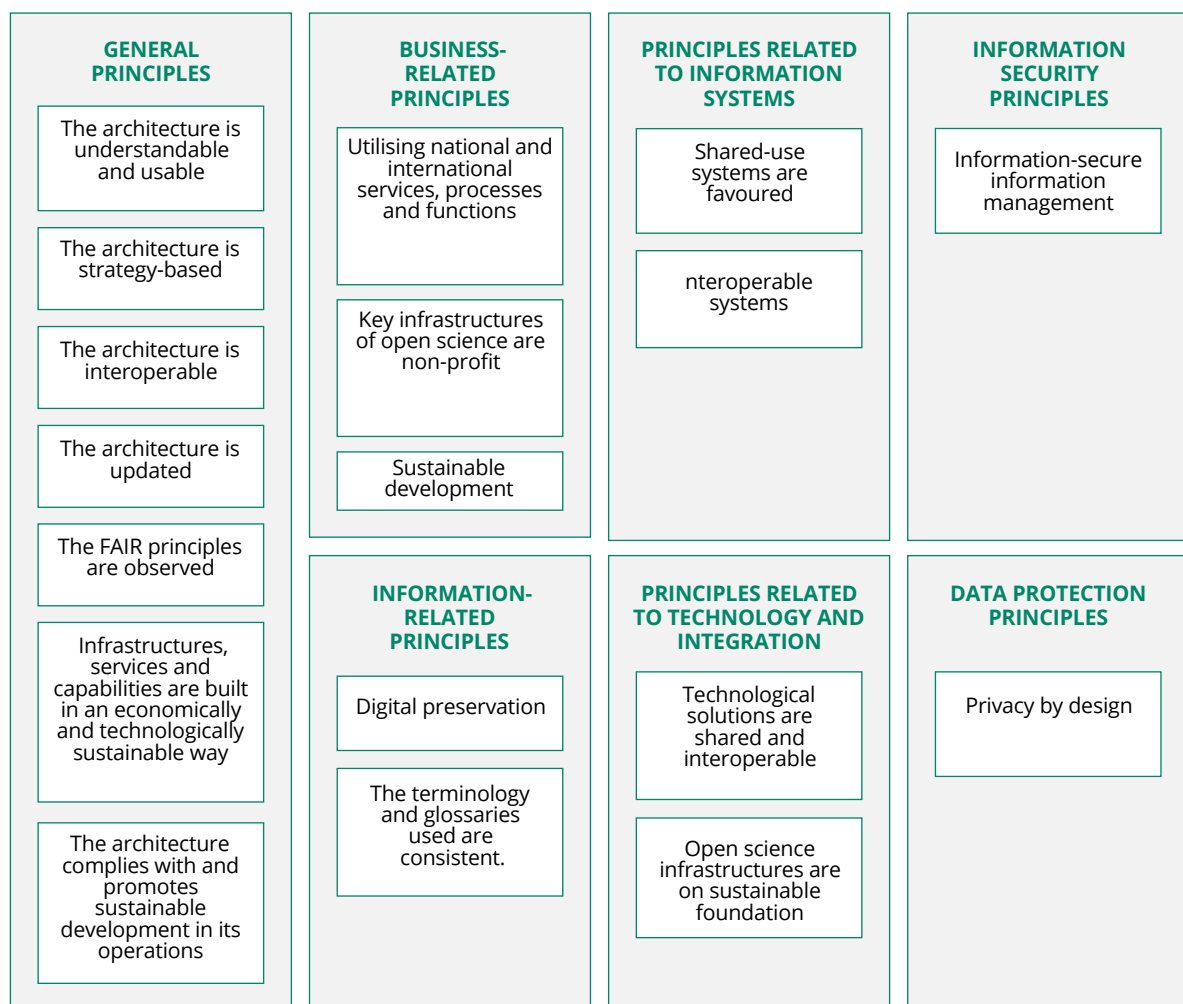 GENERAL
PRINCIPLES
The architecture is
understandable
and usable
The architecture is
strategy-based
The architecture is
interoperable
The architecture is
updated
The FAIR principles
are observed
Infrastructures,
services and
capabilities are built
in an economically
and technologically
sustainable way
The architecture
complies with and
promotes
sustainable
development in its
operations
BUSINESS-
RELATED
PRINCIPLES
Utilising national and
international
services, processes
and functions
Key infrastructures
of open science are
non-profit
Sustainable
development
PRINCIPLES RELATED
TO INFORMATION
SYSTEMS
Shared-use
systems are
favoured
nteroperable
systems
INFORMATION
SECURITY
PRINCIPLES
Information-secure
information
management
INFORMATION-
RELATED
PRINCIPLES
Digital preservation
The terminology
and glossaries
used are
consistent.
PRINCIPLES RELATED
TO TECHNOLOGY AND
INTEGRATION
Technological
solutions are
shared and
interoperable
Open science
infrastructures are
on sustainable
foundation
DATA PROTECTION
PRINCIPLES
Privacy by design